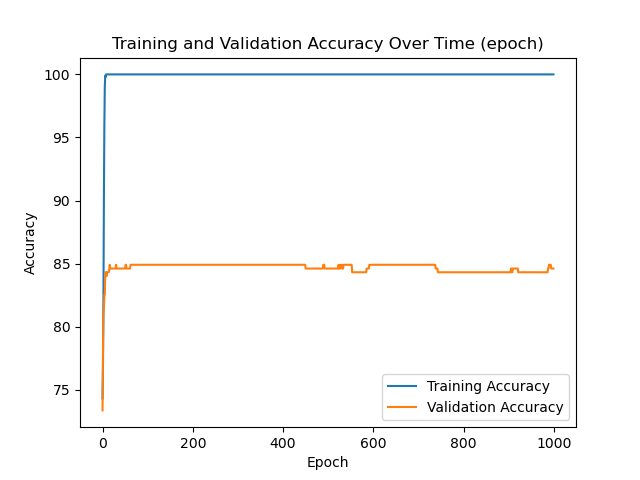 Training and Validation Accuracy Over Time (epoch)
100
95
90
85
80
75
Accuracy
Training Accuracy
Validation Accuracy
0 200 400 600 800 1000
Epoch